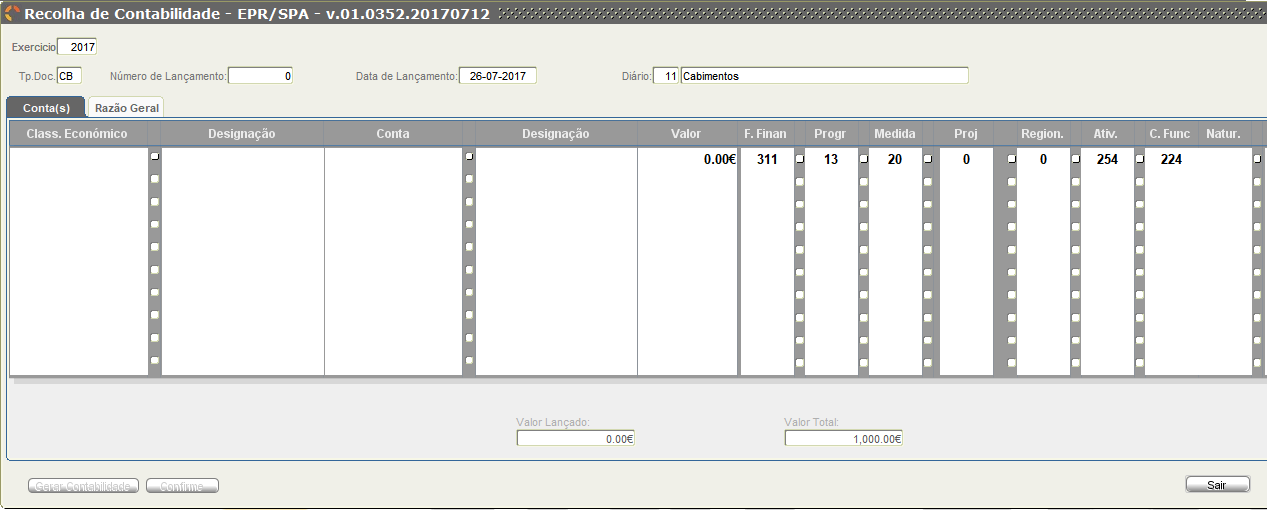 Recolha de Contabilidade - EPR/SPA - v.01.0352.20170712
Exercicio 2017
Tp.Doc. CB Número de Lançamento: 0 Data de Lançamento: 26-07-2017 Diário: 11 Cabimentos
Conta(s) Razão Geral
Class. Económico Designação Conta Designação Valor F. Finan Progr Medida Proj Region. Ativ. C. Func Natur.
0.00€ 311 13 20 0 0 254 224
Valor Lançado: Valor Total:
0.00€ 1,000.00€
Gerar Contabilidade Confirme Sair